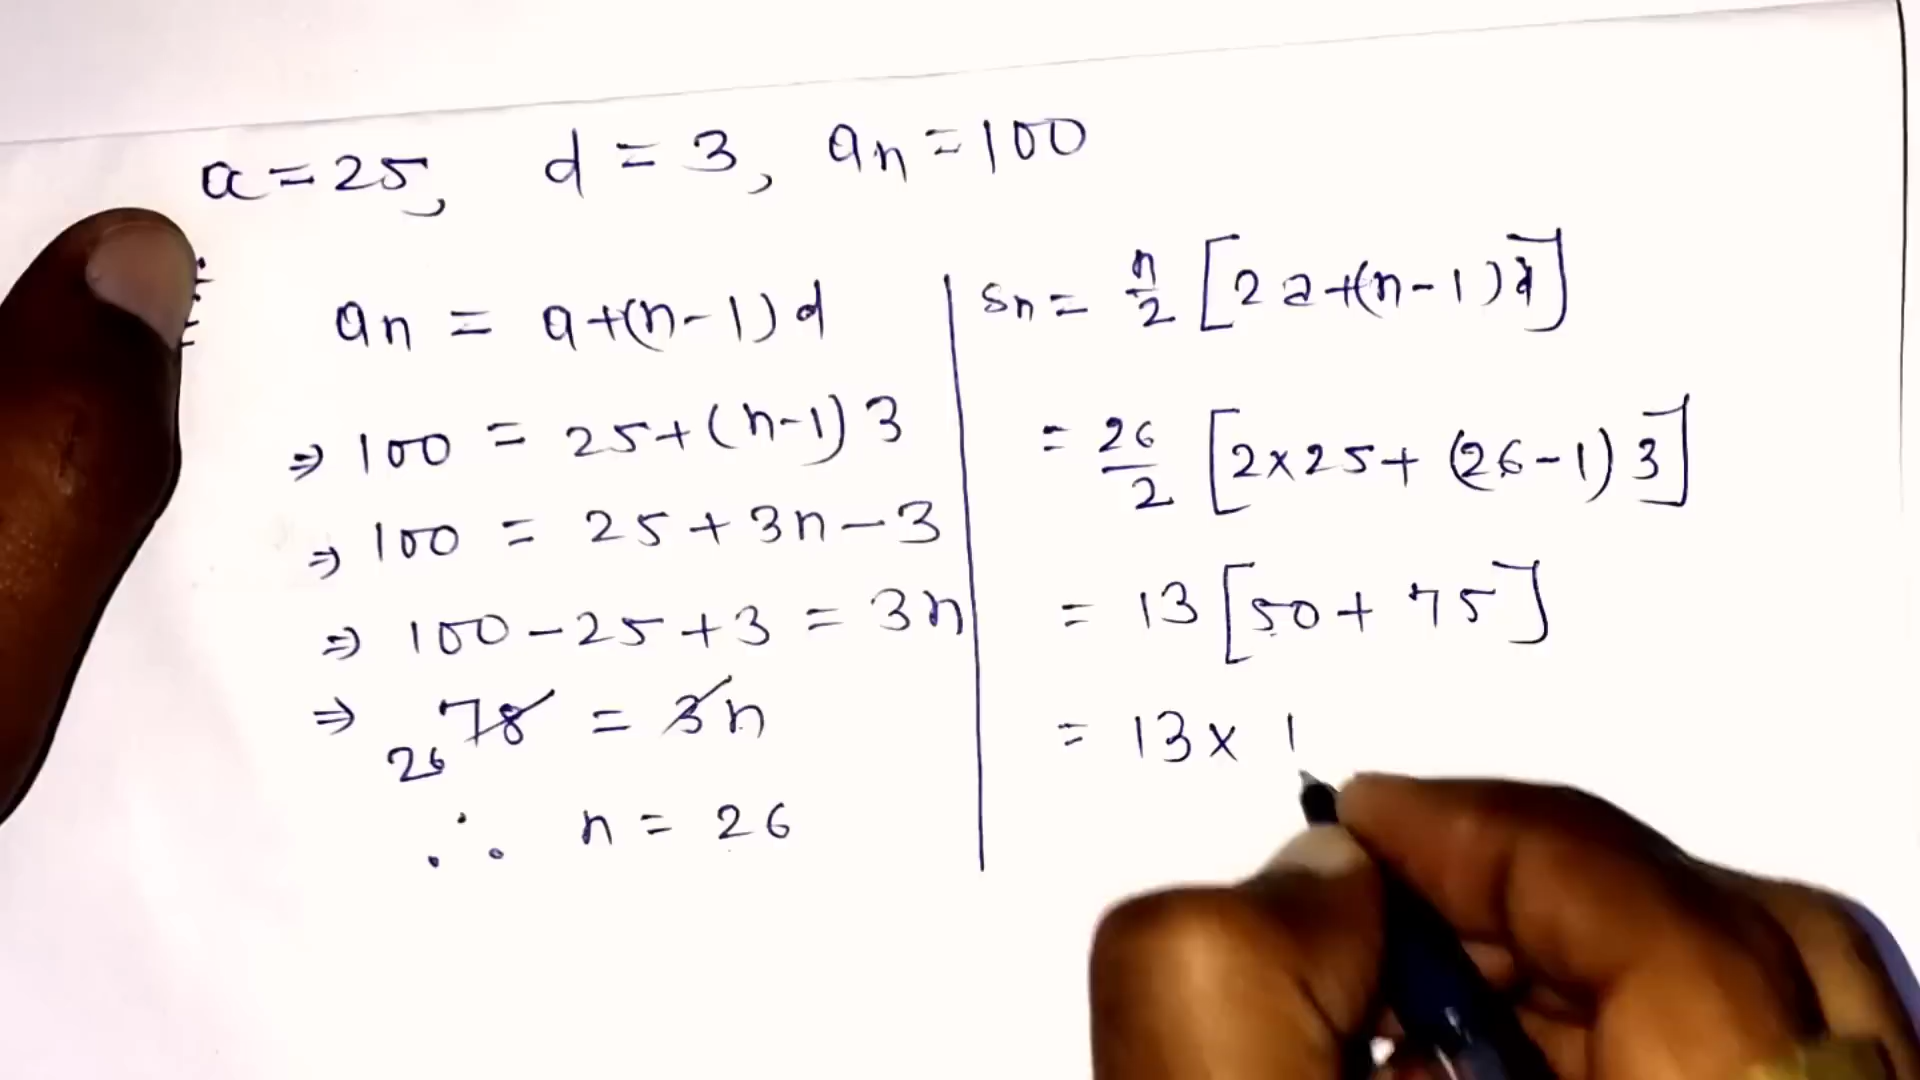 a = 25, d = 3, an = 100
an = a+(n-1)d
⇒ 100 = 25+(n-1)3
⇒ 100 = 25+3n-3
⇒ 100-25+3 = 3n
⇒ 78 = 3n
26
∴ n = 26
Sn = n/2 [2a+(n-1)d]
= 26/2 [2×25+(26-1)3]
= 13[50+75]
= 13× 1